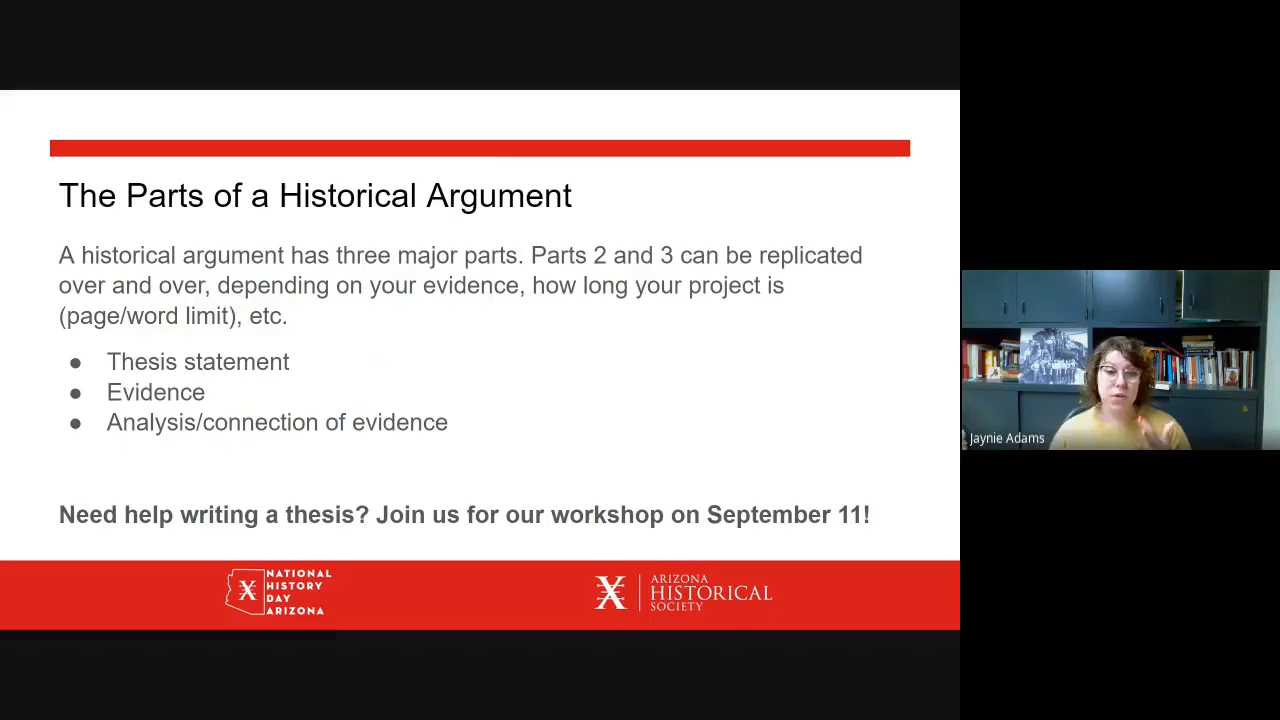 The Parts of a Historical Argument
A historical argument has three major parts. Parts 2 and 3 can be replicated
over and over, depending on your evidence, how long your project is
(page/word limit), etc.
● Thesis statement
● Evidence
● Analysis/connection of evidence
Need help writing a thesis? Join us for our workshop on September 11!
NATIONAL
HISTORY
DAY
ARIZONA
ARIZONA
HISTORICAL
SOCIETY
Jaynie Adams